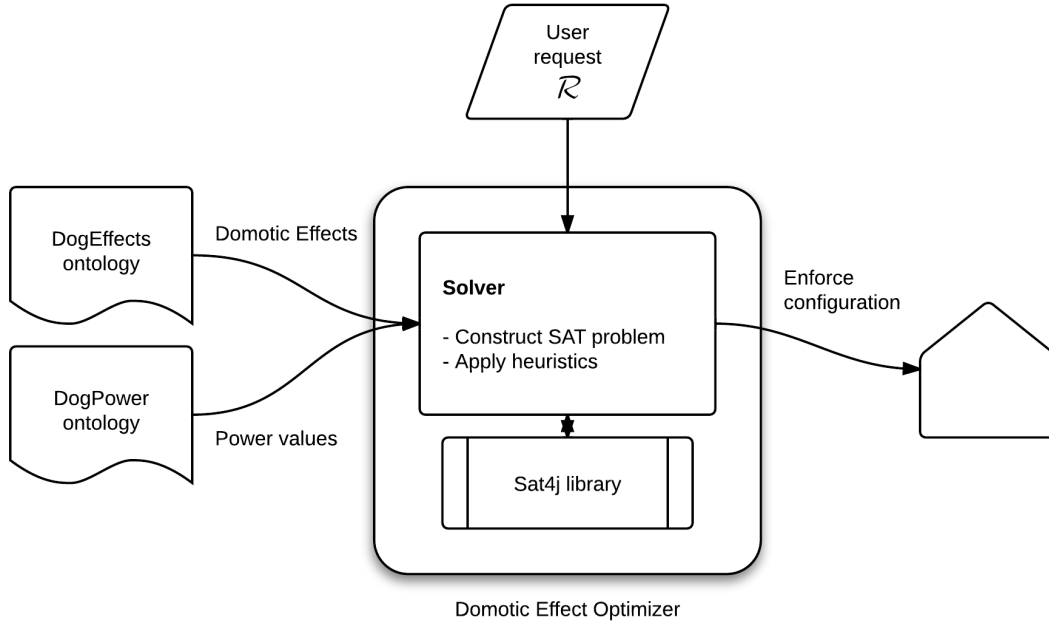 User
request
ℛ
DogEffects
ontology
Domotic Effects
DogPower
ontology
Power values
Solver
- Construct SAT problem
- Apply heuristics
Sat4j library
Enforce
configuration
Domotic Effect Optimizer